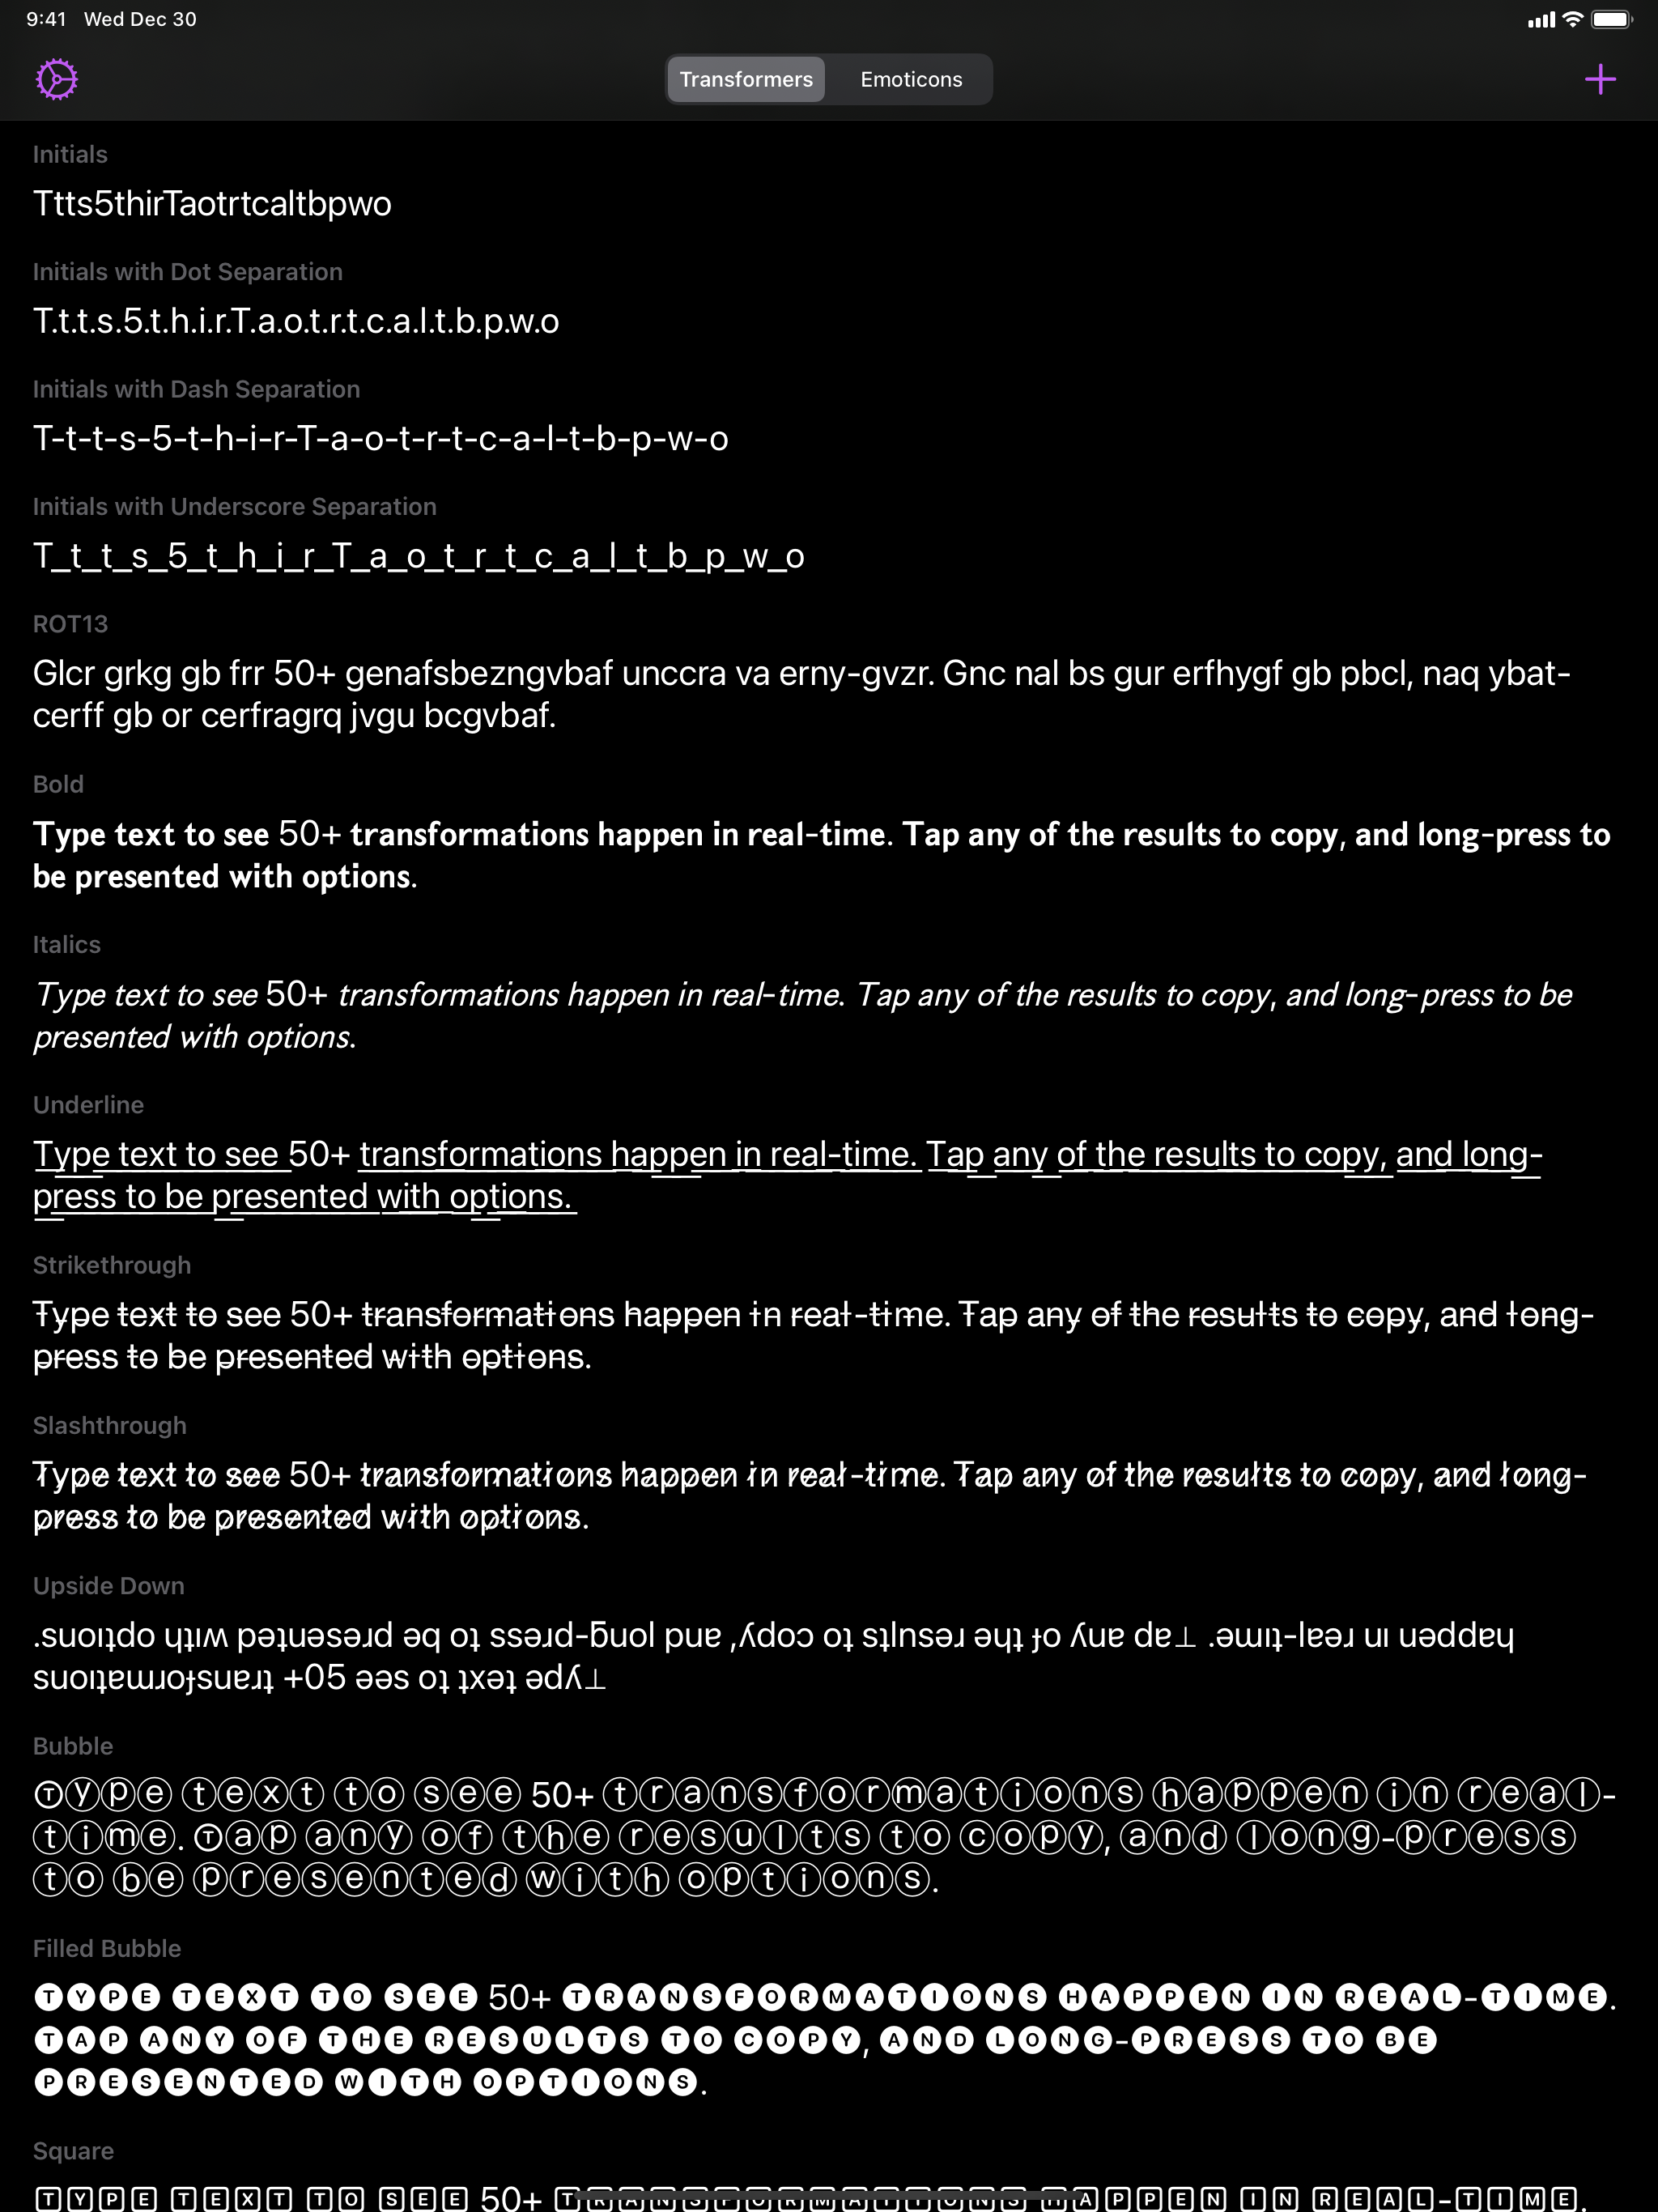 9:41 Wed Dec 30
Transformers Emoticons
Initials
Ttts5thirTaotrtcaltbpwo
Initials with Dot Separation
T.t.t.s.5.t.h.i.r.T.a.o.t.r.t.c.a.l.t.b.p.w.o
Initials with Dash Separation
T-t-t-s-5-t-h-i-r-T-a-o-t-r-t-c-a-l-t-b-p-w-o
Initials with Underscore Separation
T_t_t_s_5_t_h_i_r_T_a_o_t_r_t_c_a_l_t_b_p_w_o
ROT13
Glcr grkg gb frr 50+ genafsbezngvbaf unccra va erny-gvzr. Gnc nal bs gur erfhygf gb pbcl, naq ybat-
cerff gb or cerfragrq jvgu bcgvbaf.
Bold
Type text to see 50+ transformations happen in real-time. Tap any of the results to copy, and long-press to
be presented with options.
Italics
Type text to see 50+ transformations happen in real-time. Tap any of the results to copy, and long-press to be
presented with options.
Underline
Type text to see 50+ transformations happen in real-time. Tap any of the results to copy, and long-
press to be presented with options.
Strikethrough
Type text to see 50+ transformations happen in real-time. Tap any of the results to copy, and long-
press to be presented with options.
Slashthrough
Type text to see 50+ transformations happen in real-time. Tap any of the results to copy, and long-
press to be presented with options.
Upside Down
.suoıʇdo ɥʇıʍ pǝʇuǝsǝɹd ǝq oʇ ssǝɹd-ƃuol puɐ ,ʎdoɔ oʇ sʇlnsǝɹ ǝɥʇ ɟo ʎuɐ dɐ⊥ .ǝɯıʇ-lɐǝɹ uı uǝddɐɥ
suoıʇɐɯɹoɟsuɐɹʇ +05 ǝǝs oʇ ʇxǝʇ ǝdʎ⊥
Bubble
Ⓣⓨⓟⓔ ⓣⓔⓧⓣ ⓣⓞ ⓢⓔⓔ 50+ ⓣⓡⓐⓝⓢⓕⓞⓡⓜⓐⓣⓘⓞⓝⓢ ⓗⓐⓟⓟⓔⓝ ⓘⓝ ⓡⓔⓐⓛ-
ⓣⓘⓜⓔ. Ⓣⓐⓟ ⓐⓝⓨ ⓞⓕ ⓣⓗⓔ ⓡⓔⓢⓤⓛⓣⓢ ⓣⓞ ⓒⓞⓟⓨ, ⓐⓝⓓ ⓛⓞⓝⓖ-ⓟⓡⓔⓢⓢ
ⓣⓞ ⓑⓔ ⓟⓡⓔⓢⓔⓝⓣⓔⓓ ⓦⓘⓣⓗ ⓞⓟⓣⓘⓞⓝⓢ.
Filled Bubble
🅣🅨🅟🅔 🅣🅔🅧🅣 🅣🅞 🅢🅔🅔 50+ 🅣🅡🅐🅝🅢🅕🅞🅡🅜🅐🅣🅘🅞🅝🅢 🅗🅐🅟🅟🅔🅝 🅘🅝 🅡🅔🅐🅛-🅣🅘🅜🅔.
🅣🅐🅟 🅐🅝🅨 🅞🅕 🅣🅗🅔 🅡🅔🅢🅤🅛🅣🅢 🅣🅞 🅒🅞🅟🅨, 🅐🅝🅓 🅛🅞🅝🅖-🅟🅡🅔🅢🅢 🅣🅞 🅑🅔
🅟🅡🅔🅢🅔🅝🅣🅔🅓 🅦🅘🅣🅗 🅞🅟🅣🅘🅞🅝🅢.
Square
🅃🅈🄿🄴 🅃🄴🅇🅃 🅃🄾 🅂🄴🄴 50+ 🅃🅁🄰🄽🅂🄵🄾🅁🄼🄰🅃🄸🄾🄽🅂 🄷🄰🄿🄿🄴🄽 🄸🄽 🅁🄴🄰🄻-🅃🄸🄼🄴.